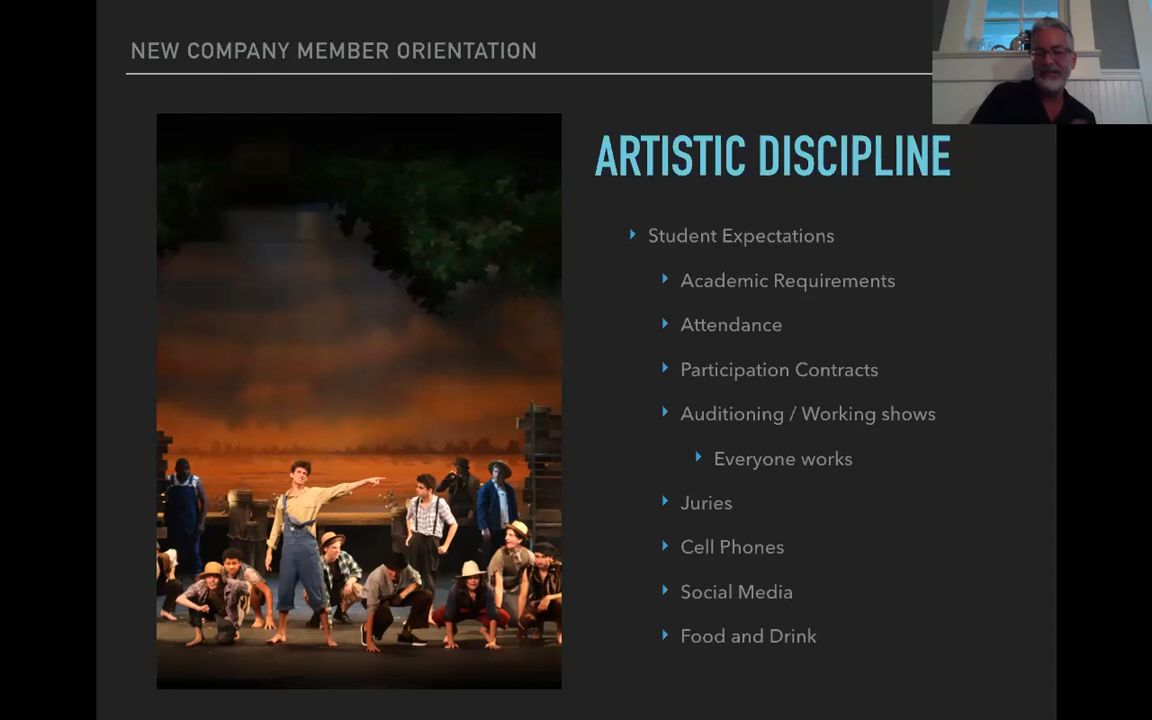 NEW COMPANY MEMBER ORIENTATION
ARTISTIC DISCIPLINE
Student Expectations
Academic Requirements
Attendance
Participation Contracts
Auditioning / Working shows
Everyone works
Juries
Cell Phones
Social Media
Food and Drink